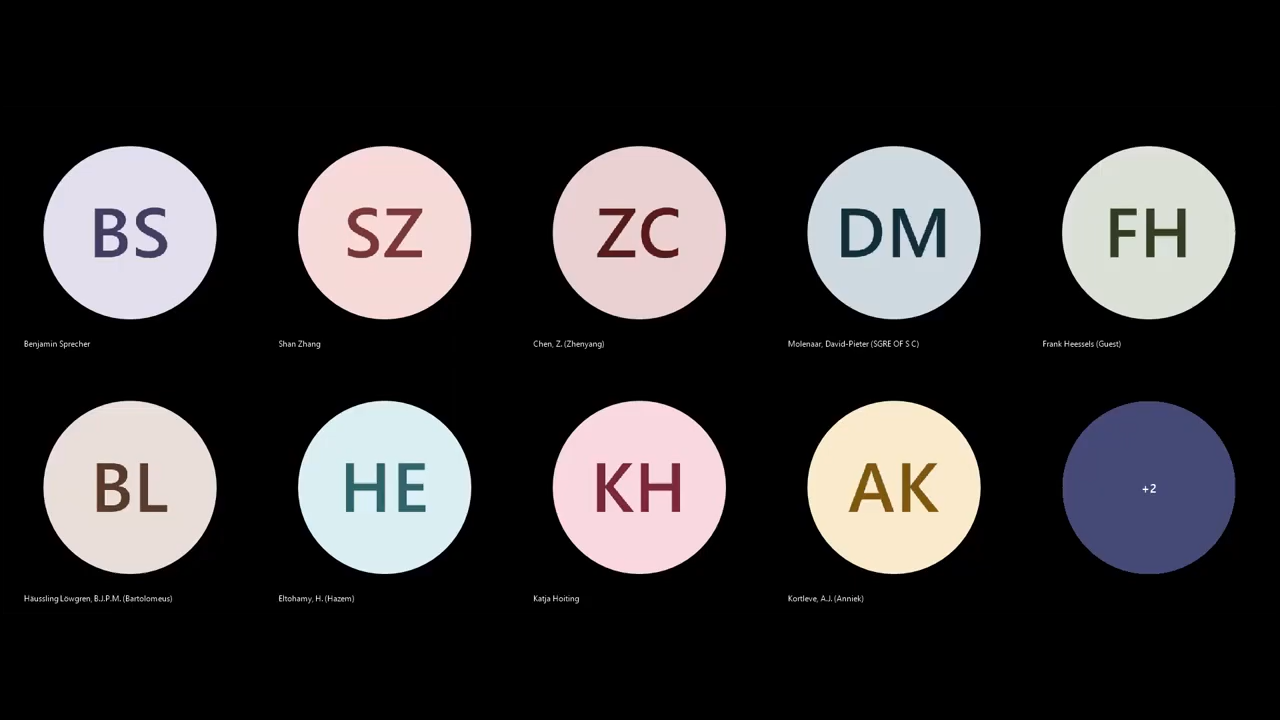 BS
SZ
ZC
DM
FH
Benjamin Sprecher
Shan Zhang
Chen, Z. (Zhenyang)
Molenaar, David-Pieter (SGRE OF S C)
Frank Heessels (Guest)
BL
HE
KH
AK
+2
Häussling Löwgren, B.J.P.M. (Bartolomeus)
Eltohamy, H. (Hazem)
Katja Hoiting
Kortleve, A.J. (Anniek)